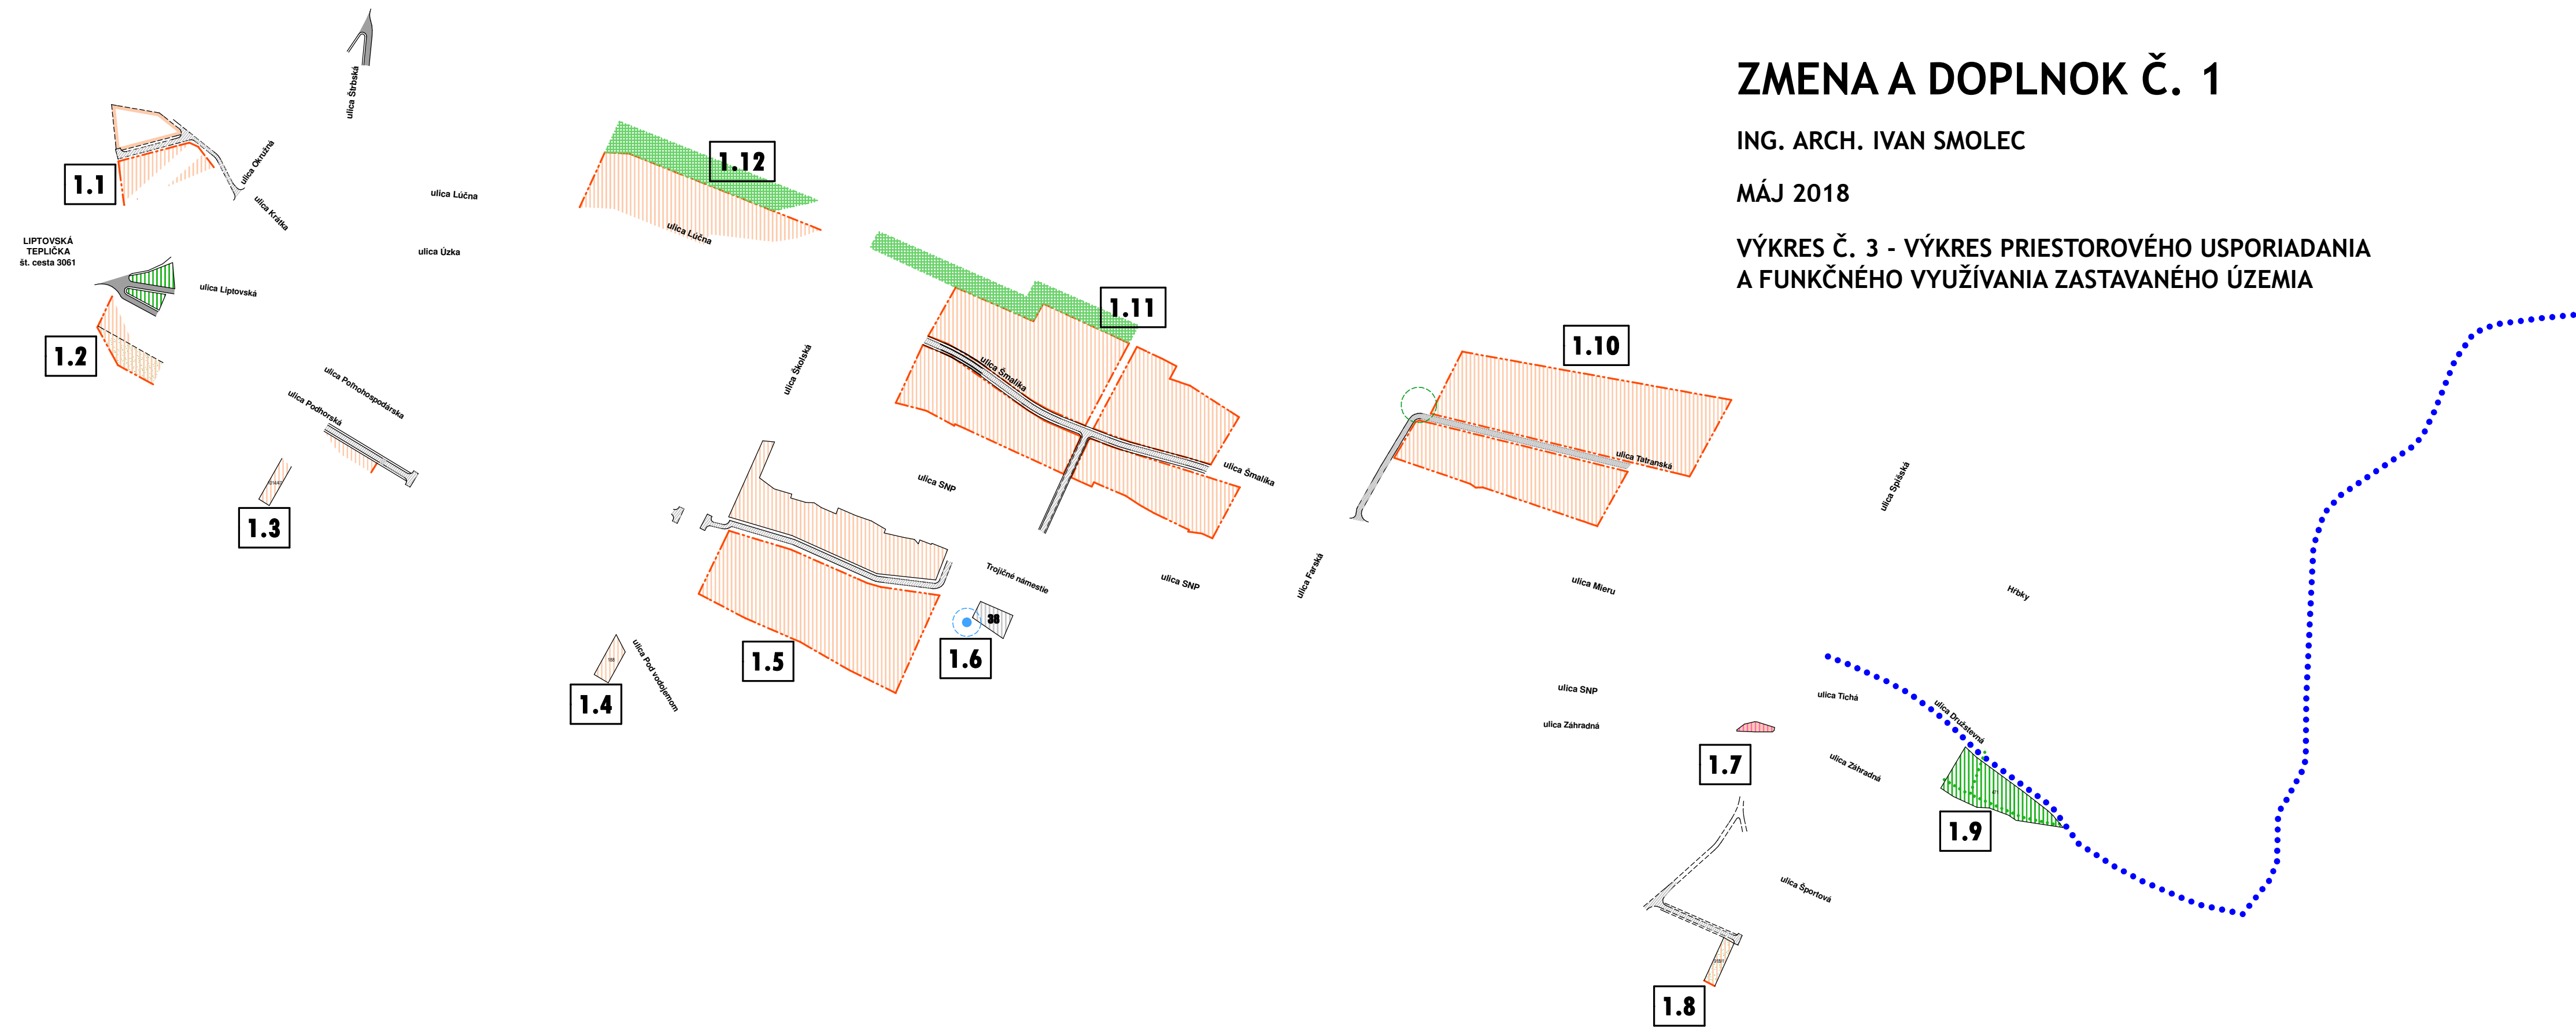 ZMENA A DOPLNOK Č. 1
ING. ARCH. IVAN SMOLEC
MÁJ 2018
VÝKRES Č. 3 - VÝKRES PRIESTOROVÉHO USPORIADANIA
A FUNKČNÉHO VYUŽÍVANIA ZASTAVANÉHO ÚZEMIA
ulica Štrbská
1.1
ulica Okružná
ulica Krátka
ulica Lúčna
ulica Úzka
LIPTOVSKÁ
TEPLIČKA
št. cesta 3061
ulica Liptovská
1.2
ulica Poľnohospodárska
ulica Podhorská
1.3
1.12
ulica Lúčna
1.11
ulica Školská
ulica Šmalika
ulica Šmalika
ulica SNP
1.10
ulica Tatranská
ulica Spišská
Trojičné námestie
ulica SNP
ulica Farská
ulica Mieru
Hŕbky
38
1.6
1.5
ulica Pod vodojemom
188
1.4
ulica SNP
ulica Záhradná
ulica Tichá
ulica Družstevná
1.7
ulica Záhradná
1.9
ulica Športová
1.8